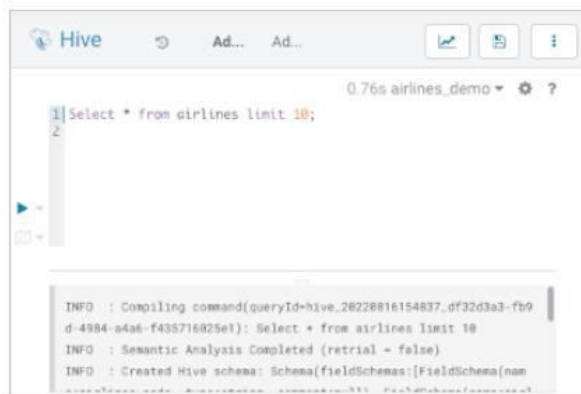 Hive Ad... Ad...
0.76s airlines_demo ?
1 Select * from airlines limit 10;
2
INFO : Compiling command(queryId=hive_20220816154837_df32d3a3-fb9
d-4984-a4a6-f435716025e1): Select * from airlines limit 10
INFO : Semantic Analysis Completed (retrial = false)
INFO : Created Hive schema: Schema(fieldSchemas:[FieldSchema(nam